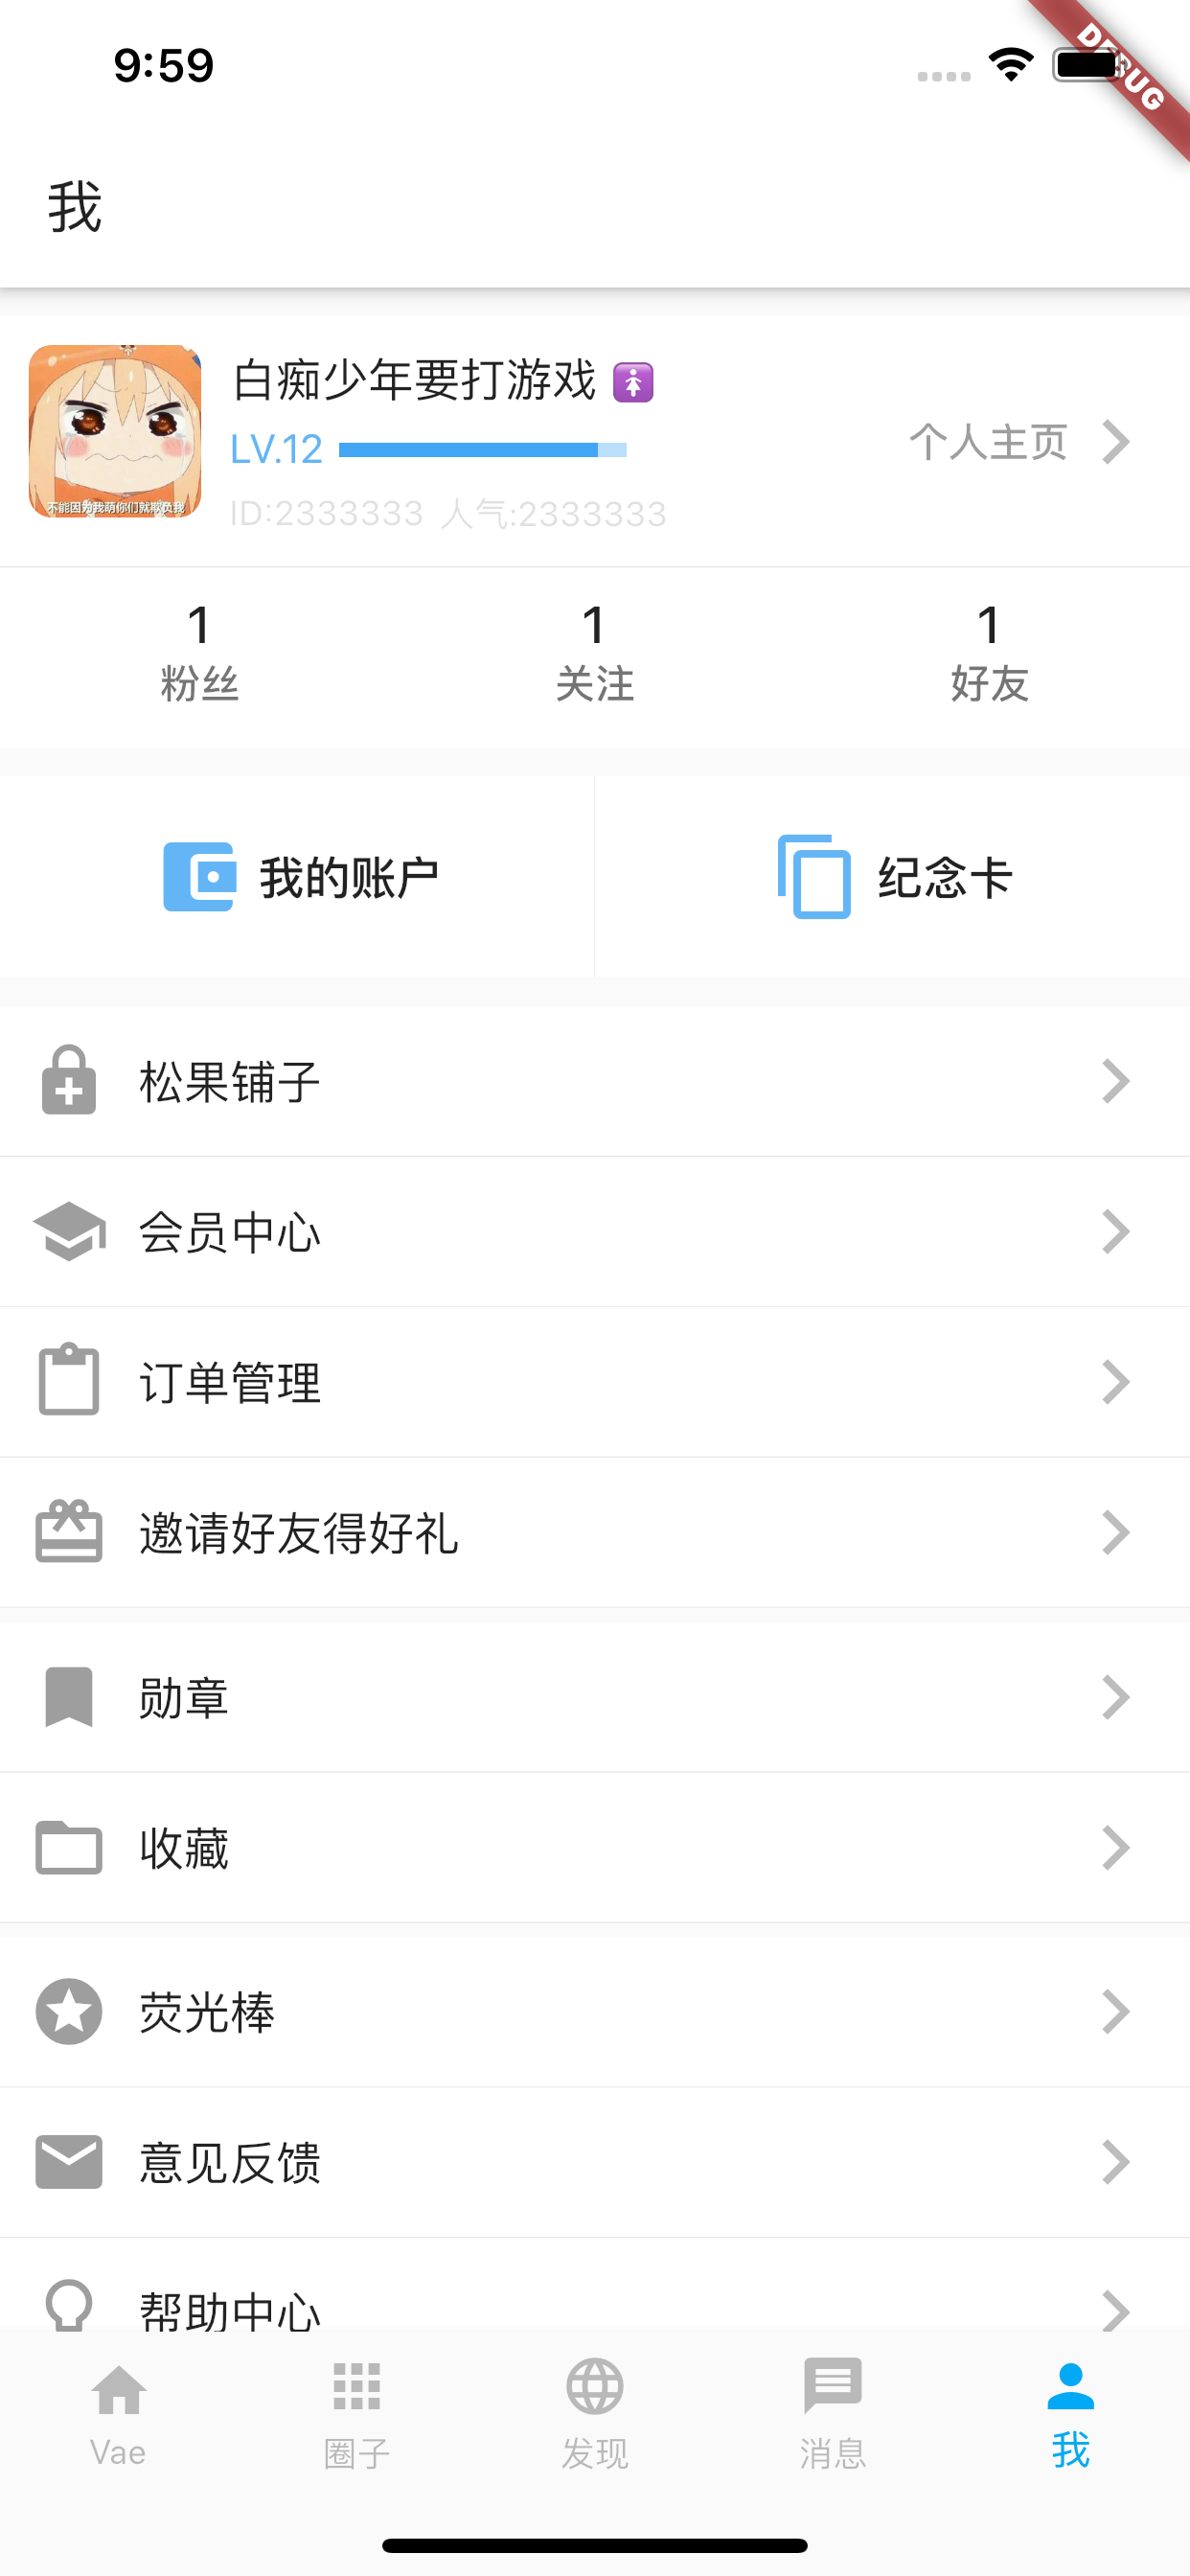 9:59
DEBUG
我
白痴少年要打游戏
LV.12
个人主页
ID:2333333 人气:2333333
不能因为我萌你们就欺负我
1 1 1
粉丝 关注 好友
我的账户 纪念卡
松果铺子
会员中心
订单管理
邀请好友得好礼
勋章
收藏
荧光棒
意见反馈
帮助中心
Vae 圈子 发现 消息 我